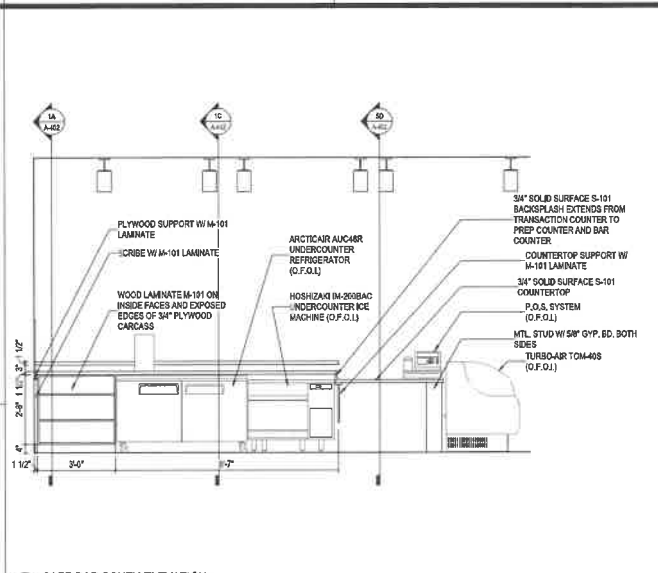 1A
A-402
1C
A-402
5D
A-402
3/4" SOLID SURFACE S-101
BACKSPLASH EXTENDS FROM
TRANSACTION COUNTER TO
PREP COUNTER AND BAR
COUNTER
PLYWOOD SUPPORT W/ M-101
LAMINATE
SCRIBE W/ M-101 LAMINATE
ARCTICAIR AUC48R
UNDERCOUNTER
REFRIGERATOR
(O.F.O.I.)
COUNTERTOP SUPPORT W/
M-101 LAMINATE
3/4" SOLID SURFACE S-101
COUNTERTOP
WOOD LAMINATE M-101 ON
INSIDE FACES AND EXPOSED
EDGES OF 3/4" PLYWOOD
CARCASS
HOSHIZAKI IM-200BAC
UNDERCOUNTER ICE
MACHINE (O.F.O.I.)
P.O.S. SYSTEM
(O.F.O.I.)
MTL. STUD W/ 5/8" GYP. BD. BOTH
SIDES
TURBO-AIR TOM-40S
(O.F.O.I.)
1/2"
3"
1 1/2"
2'-8"
4"
1 1/2"
3'-0"